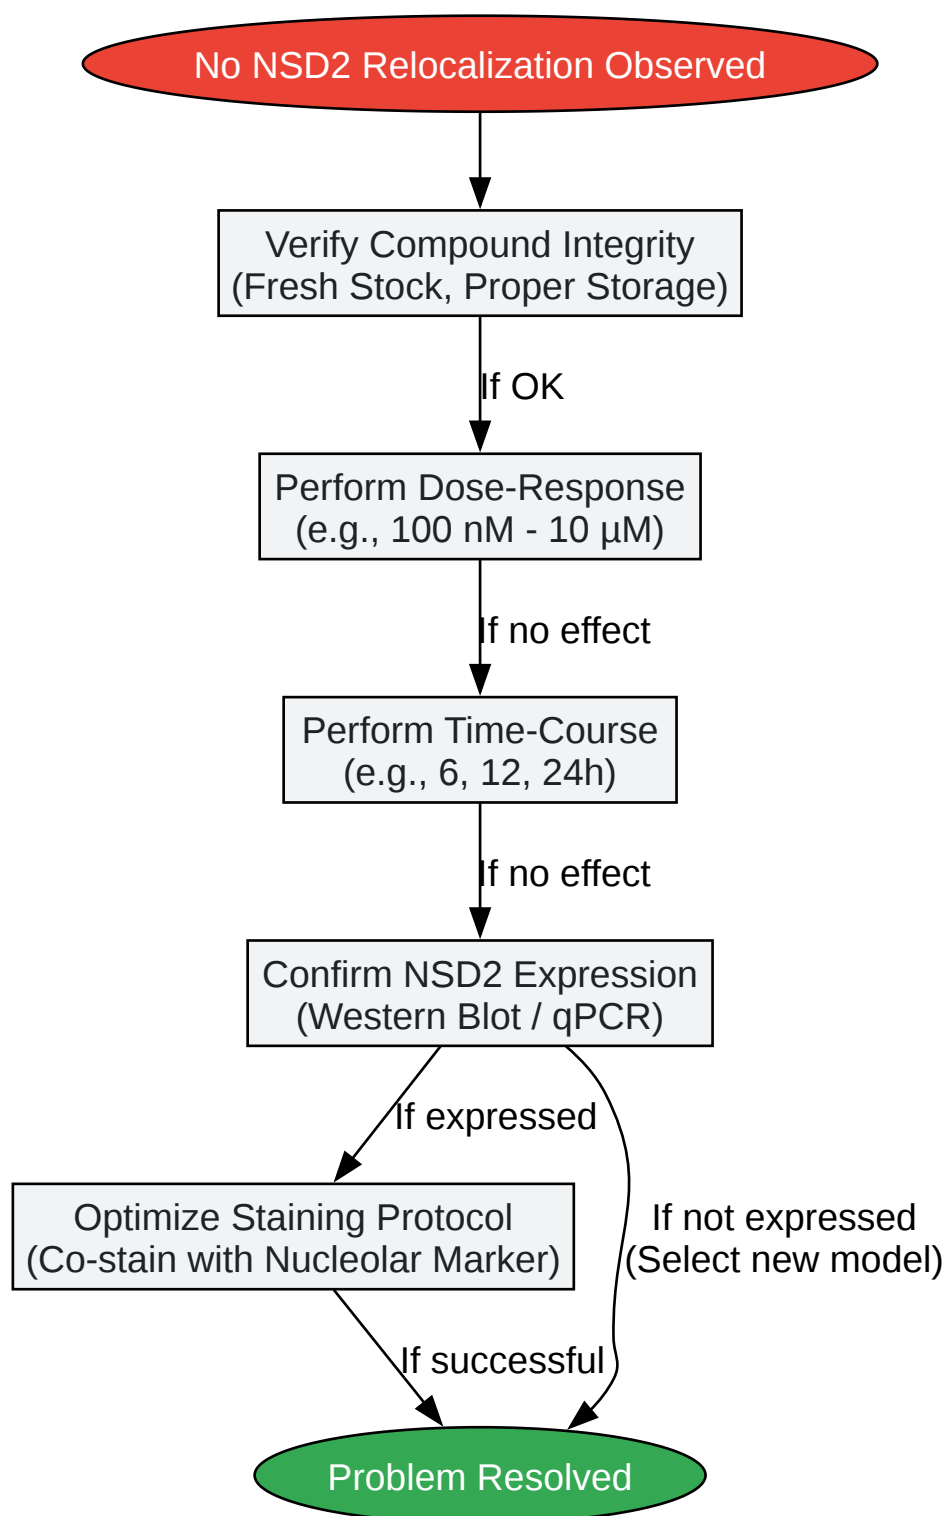 No NSD2 Relocalization Observed
Verify Compound Integrity
(Fresh Stock, Proper Storage)
If OK
Perform Dose-Response
(e.g., 100 nM - 10 µM)
If no effect
Perform Time-Course
(e.g., 6, 12, 24h)
If no effect
Confirm NSD2 Expression
(Western Blot / qPCR)
If expressed
Optimize Staining Protocol
(Co-stain with Nucleolar Marker)
If not expressed
(Select new model)
If successful
Problem Resolved